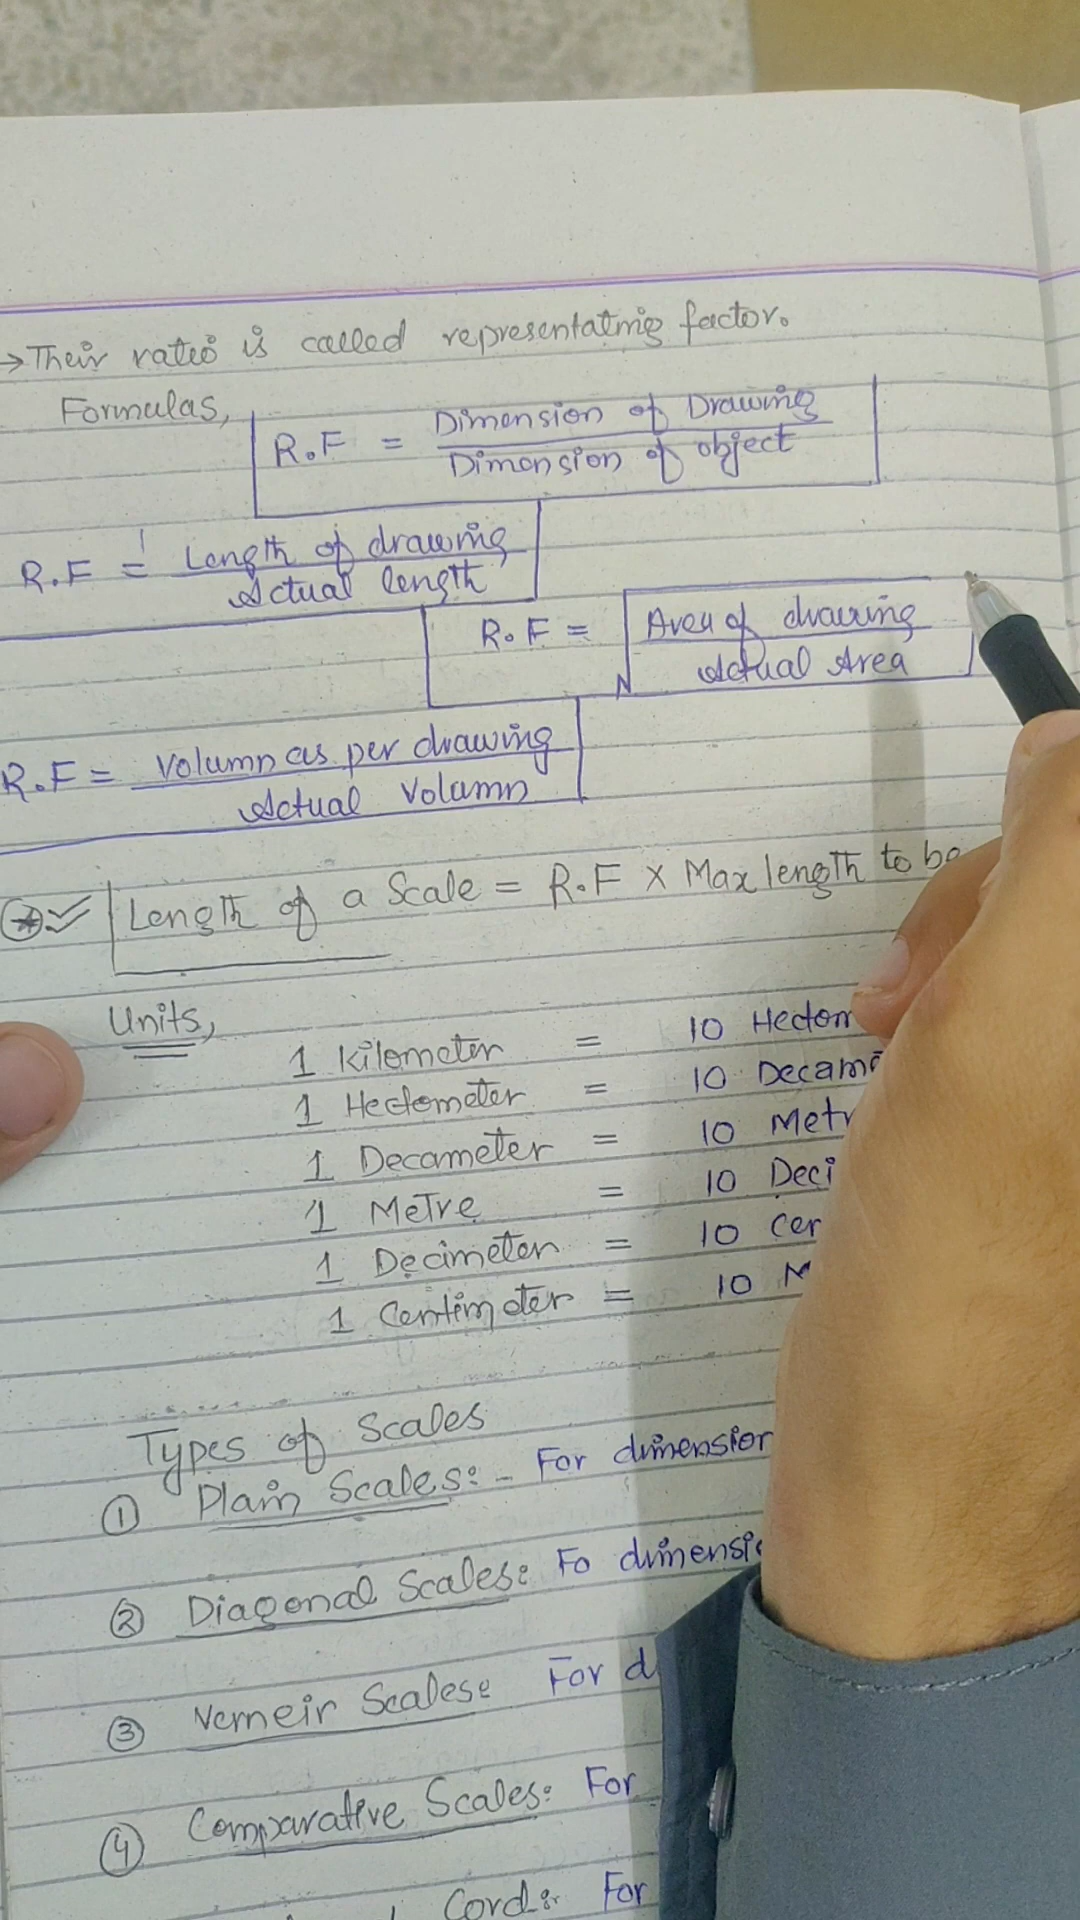 → Their ratio is called representating factor.
Formulas,
R.F = Dimension of Drawing / Dimension of object
R.F = Length of drawing / Actual length
R.F = √ Area of drawing / Actual Area
R.F = Volumn as per drawing / Actual Volumn
Length of a Scale = R.F × Max length to be
Units,
1 Kilometer = 10 Hectom
1 Hectometer = 10 Decame
1 Decameter = 10 Metr
1 Metre = 10 Deci
1 Decimeter = 10 Cen
1 Centimeter = 10 M
Types of Scales
① Plain Scales:- For dimension
② Diagonal Scales: Fo dimensio
③ Verneir Scales: For d
④ Comparative Scales: For
Cord:- For